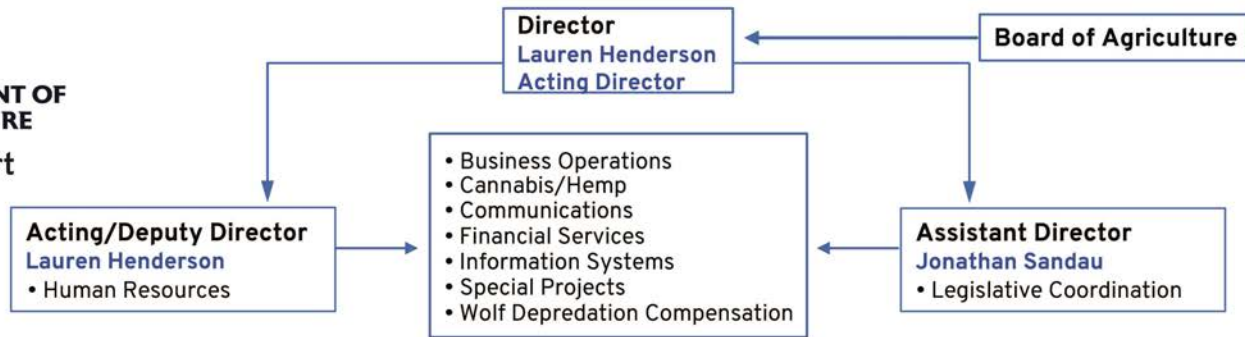 Director
Lauren Henderson
Acting Director
Board of Agriculture
NT OF
RE
rt
• Business Operations
• Cannabis/Hemp
• Communications
• Financial Services
• Information Systems
• Special Projects
• Wolf Depredation Compensation
Acting/Deputy Director
Lauren Henderson
• Human Resources
Assistant Director
Jonathan Sandau
• Legislative Coordination